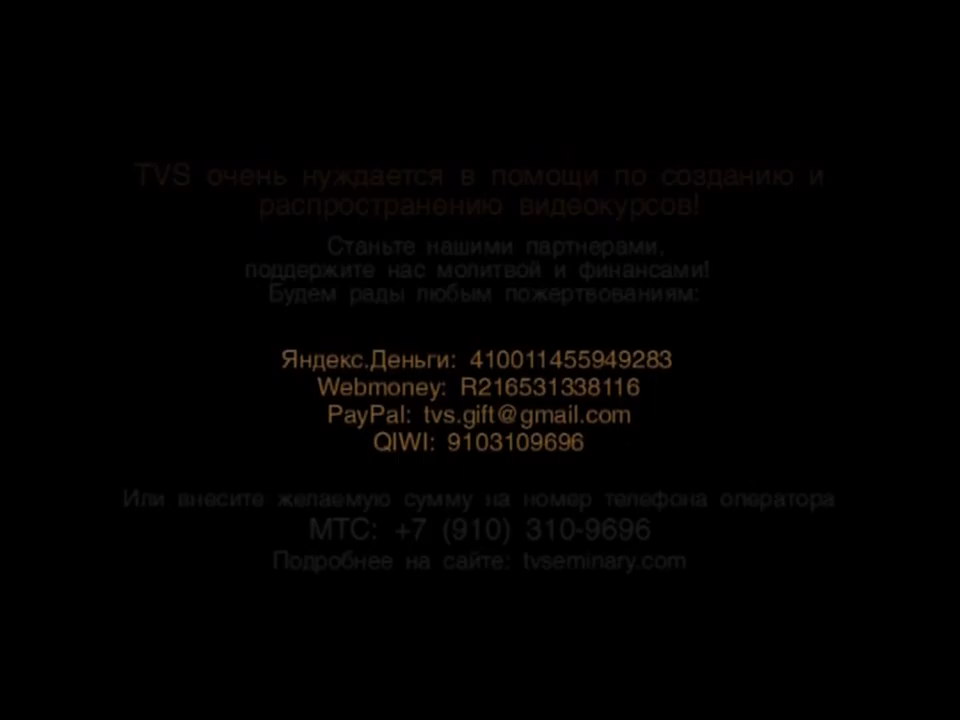 TVS очень нуждается в помощи по созданию и
распространению видеокурсов!
Станьте нашими партнерами,
поддержите нас молитвой и финансами!
Будем рады любым пожертвованиям:
Яндекс.Деньги: 410011455949283
Webmoney: R216531338116
PayPal: tvs.gift@gmail.com
QIWI: 9103109696
Или внесите желаемую сумму на номер телефона оператора
МТС: +7 (910) 310-9696
Подробнее на сайте: tvseminary.com